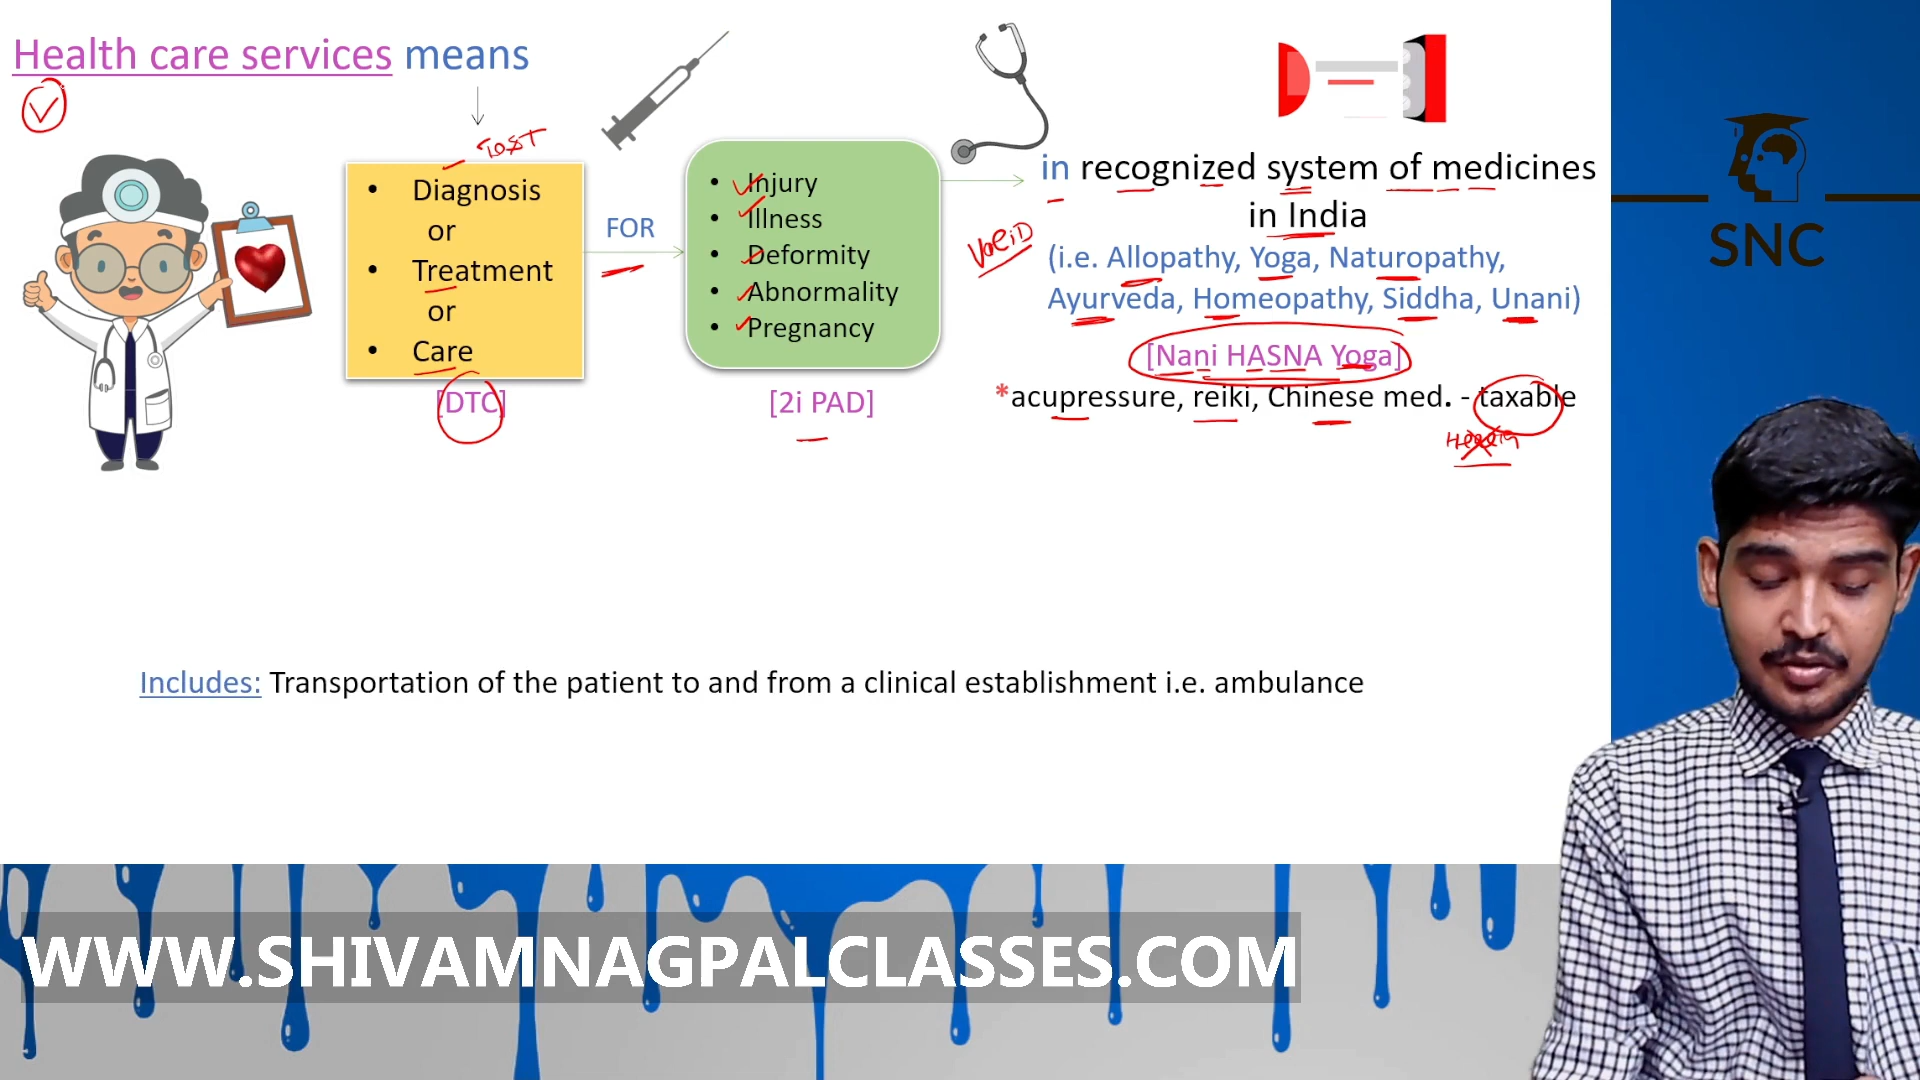 Health care services means
Test
• Diagnosis
or
• Treatment
or
• Care
[DTC]
FOR
• Injury
• Illness
• Deformity
• Abnormality
• Pregnancy
[2i PAD]
in recognized system of medicines
in India
Valid
(i.e. Allopathy, Yoga, Naturopathy,
Ayurveda, Homeopathy, Siddha, Unani)
[Nani HASNA Yoga]
*acupressure, reiki, Chinese med. - taxable
Includes: Transportation of the patient to and from a clinical establishment i.e. ambulance
SNC
WWW.SHIVAMNAGPALCLASSES.COM